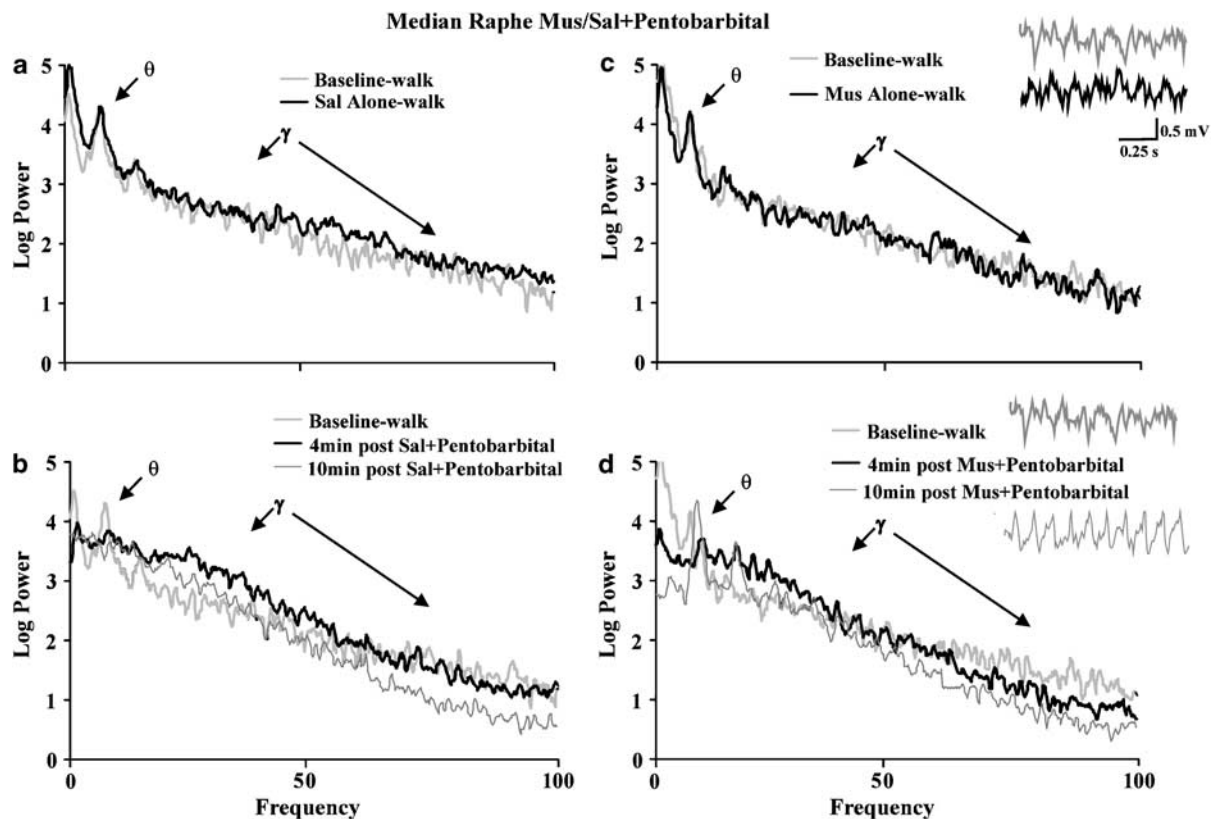 Median Raphe Mus/Sal+Pentobarbital
a
5
4
3
2
1
0
Log Power
θ
γ
Baseline-walk
Sal Alone-walk
c
5
4
3
2
1
0
Log Power
θ
γ
Baseline-walk
Mus Alone-walk
0.5 mV
0.25 s
b
5
4
3
2
1
0
Log Power
θ
γ
Baseline-walk
4min post Sal+Pentobarbital
10min post Sal+Pentobarbital
0
50
100
Frequency
d
5
4
3
2
1
0
Log Power
θ
γ
Baseline-walk
4min post Mus+Pentobarbital
10min post Mus+Pentobarbital
0
50
100
Frequency